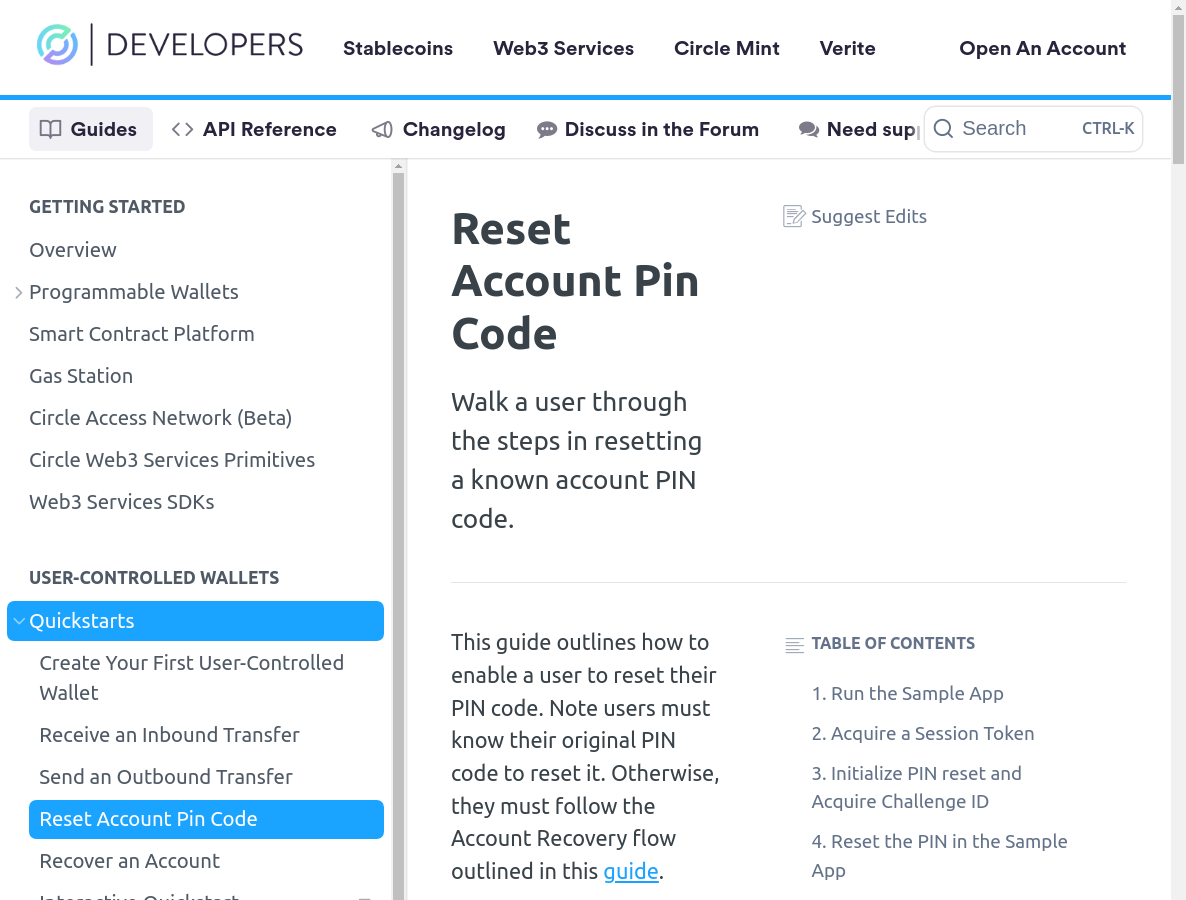 DEVELOPERS
Stablecoins
Web3 Services
Circle Mint
Verite
Open An Account
Guides
API Reference
Changelog
Discuss in the Forum
Need sup
Search
CTRL-K
GETTING STARTED
Overview
Programmable Wallets
Smart Contract Platform
Gas Station
Circle Access Network (Beta)
Circle Web3 Services Primitives
Web3 Services SDKs
USER-CONTROLLED WALLETS
Quickstarts
Create Your First User-Controlled
Wallet
Receive an Inbound Transfer
Send an Outbound Transfer
Reset Account Pin Code
Recover an Account
Interactive Quickstart
Reset
Account Pin
Code
Suggest Edits
Walk a user through
the steps in resetting
a known account PIN
code.
This guide outlines how to
enable a user to reset their
PIN code. Note users must
know their original PIN
code to reset it. Otherwise,
they must follow the
Account Recovery flow
outlined in this guide.
TABLE OF CONTENTS
1. Run the Sample App
2. Acquire a Session Token
3. Initialize PIN reset and
Acquire Challenge ID
4. Reset the PIN in the Sample
App